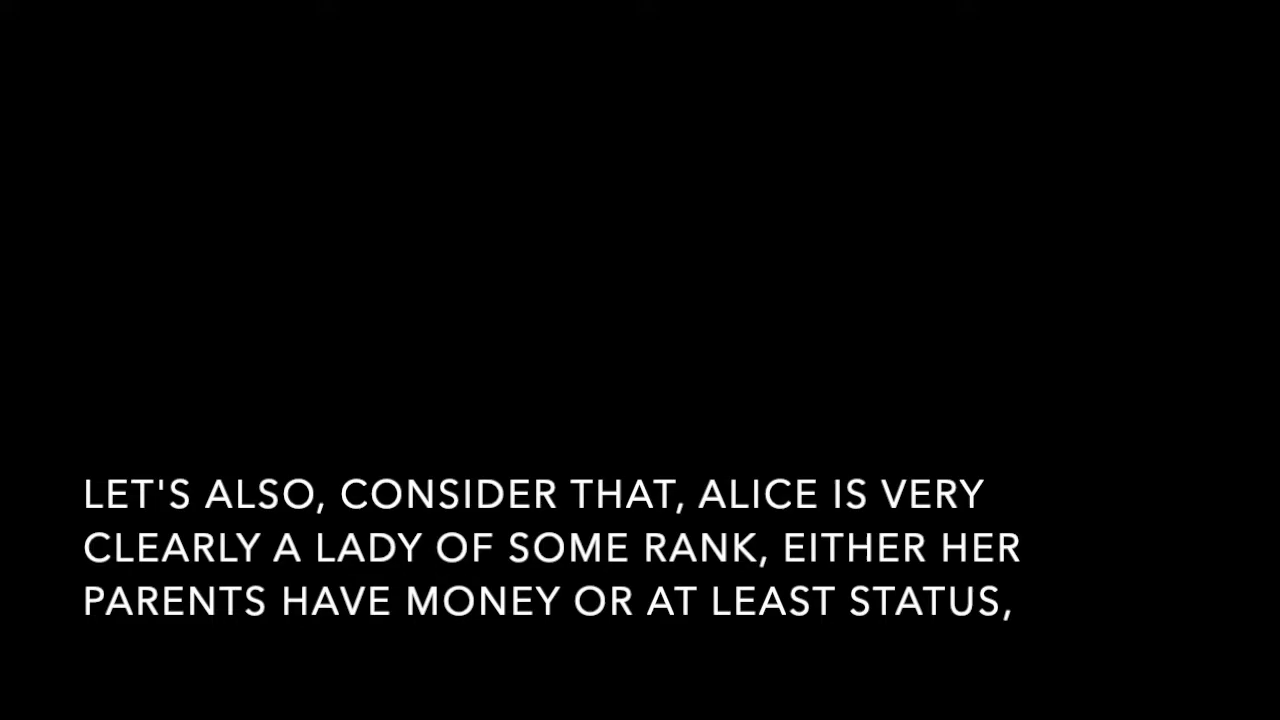 LET'S ALSO, CONSIDER THAT, ALICE IS VERY
CLEARLY A LADY OF SOME RANK, EITHER HER
PARENTS HAVE MONEY OR AT LEAST STATUS,